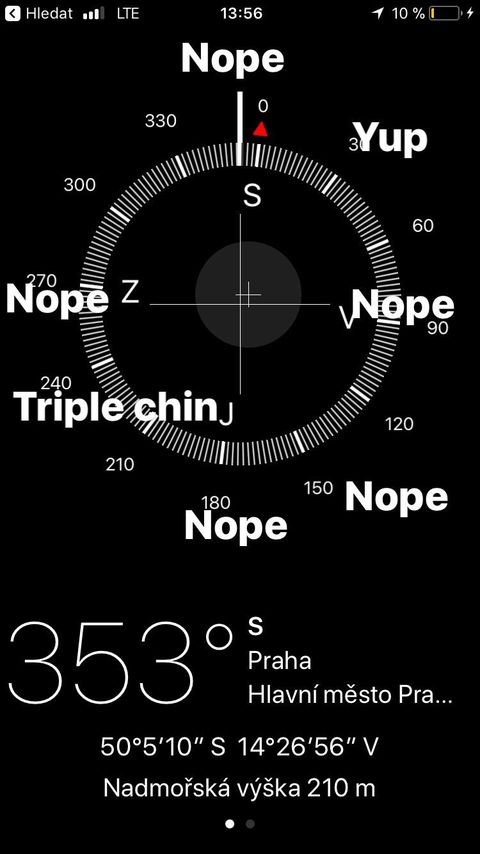 Hledat LTE 13:56 10 %
Nope
0
330
30
Yup
300
S
60
270
Nope
Z
V
Nope
90
240
Triple chin
J
120
210
150
Nope
180
Nope
353° S
Praha
Hlavní město Pra...
50°5‘10” S 14°26‘56” V
Nadmořská výška 210 m